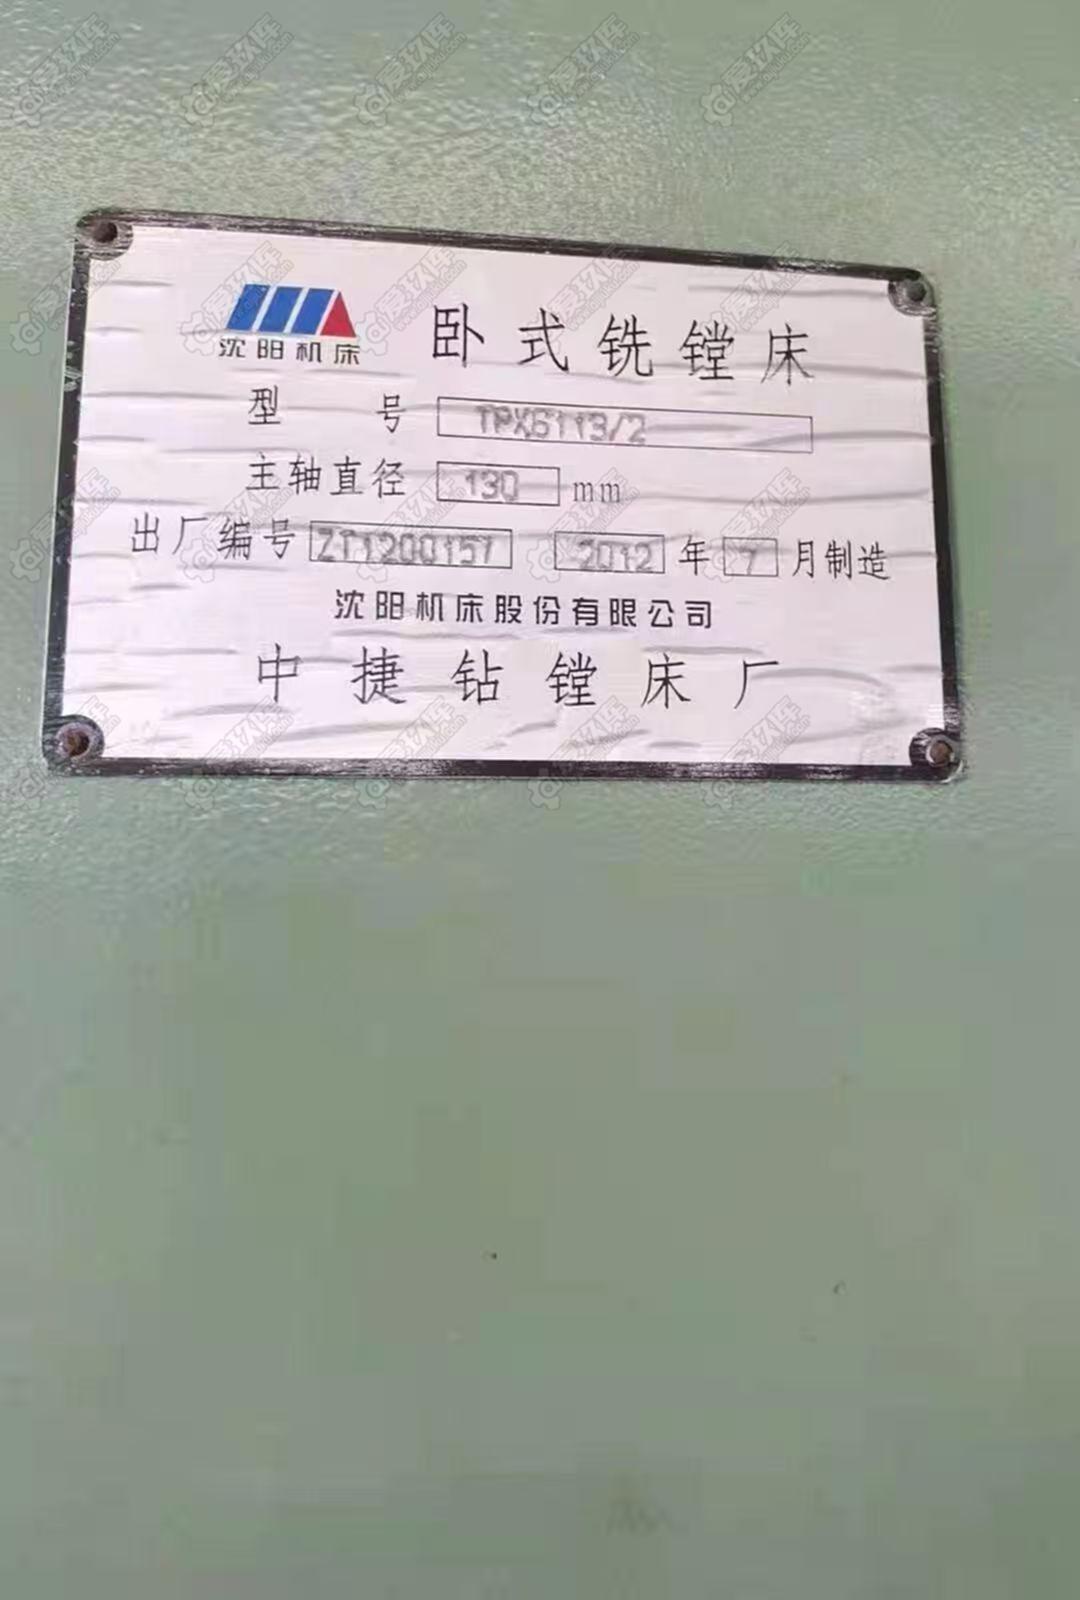 沈阳机床 卧式铣镗床
型号 TPX6113/2
主轴直径 130 mm
出厂编号 ZT1200157 2012 年 7 月制造
沈阳机床股份有限公司
中捷钻镗床厂